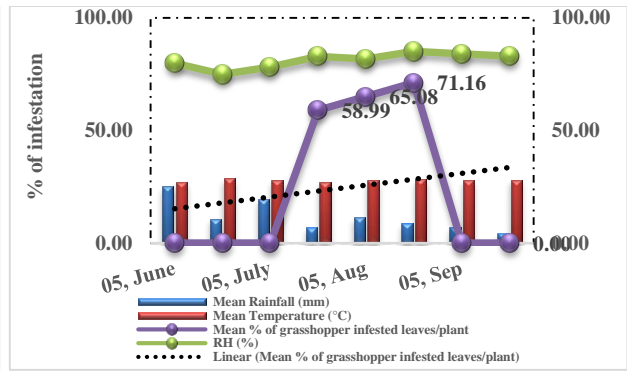 100.00
100.00
% of infestation
71.16
65.08
58.99
50.00
50.00
0.00
0.00
0.00
05, June
05, July
05, Aug
05, Sep
Mean Rainfall (mm)
Mean Temperature (°C)
Mean % of grasshopper infested leaves/plant
RH (%)
Linear (Mean % of grasshopper infested leaves/plant)